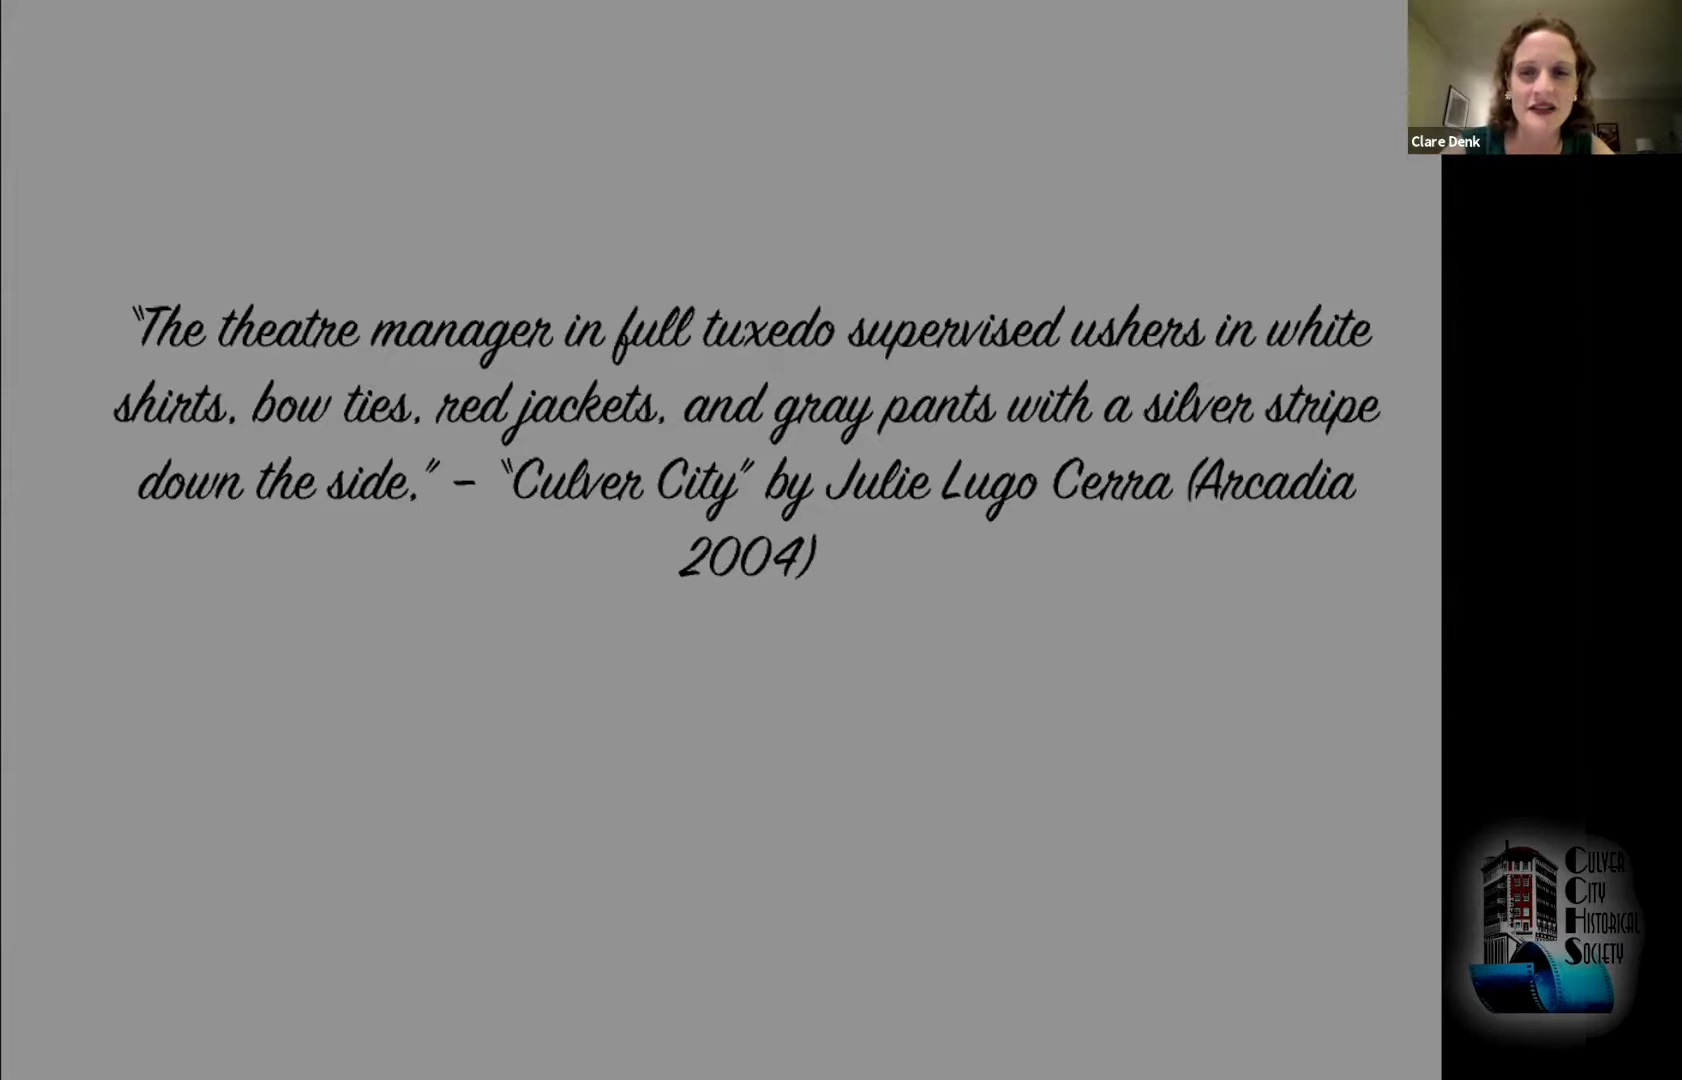 Clare Denk
“The theatre manager in full tuxedo supervised ushers in white
shirts, bow ties, red jackets, and gray pants with a silver stripe
down the side,” – “Culver City” by Julie Lugo Cerra (Arcadia
2004)
CULVER
CITY
HISTORICAL
SOCIETY